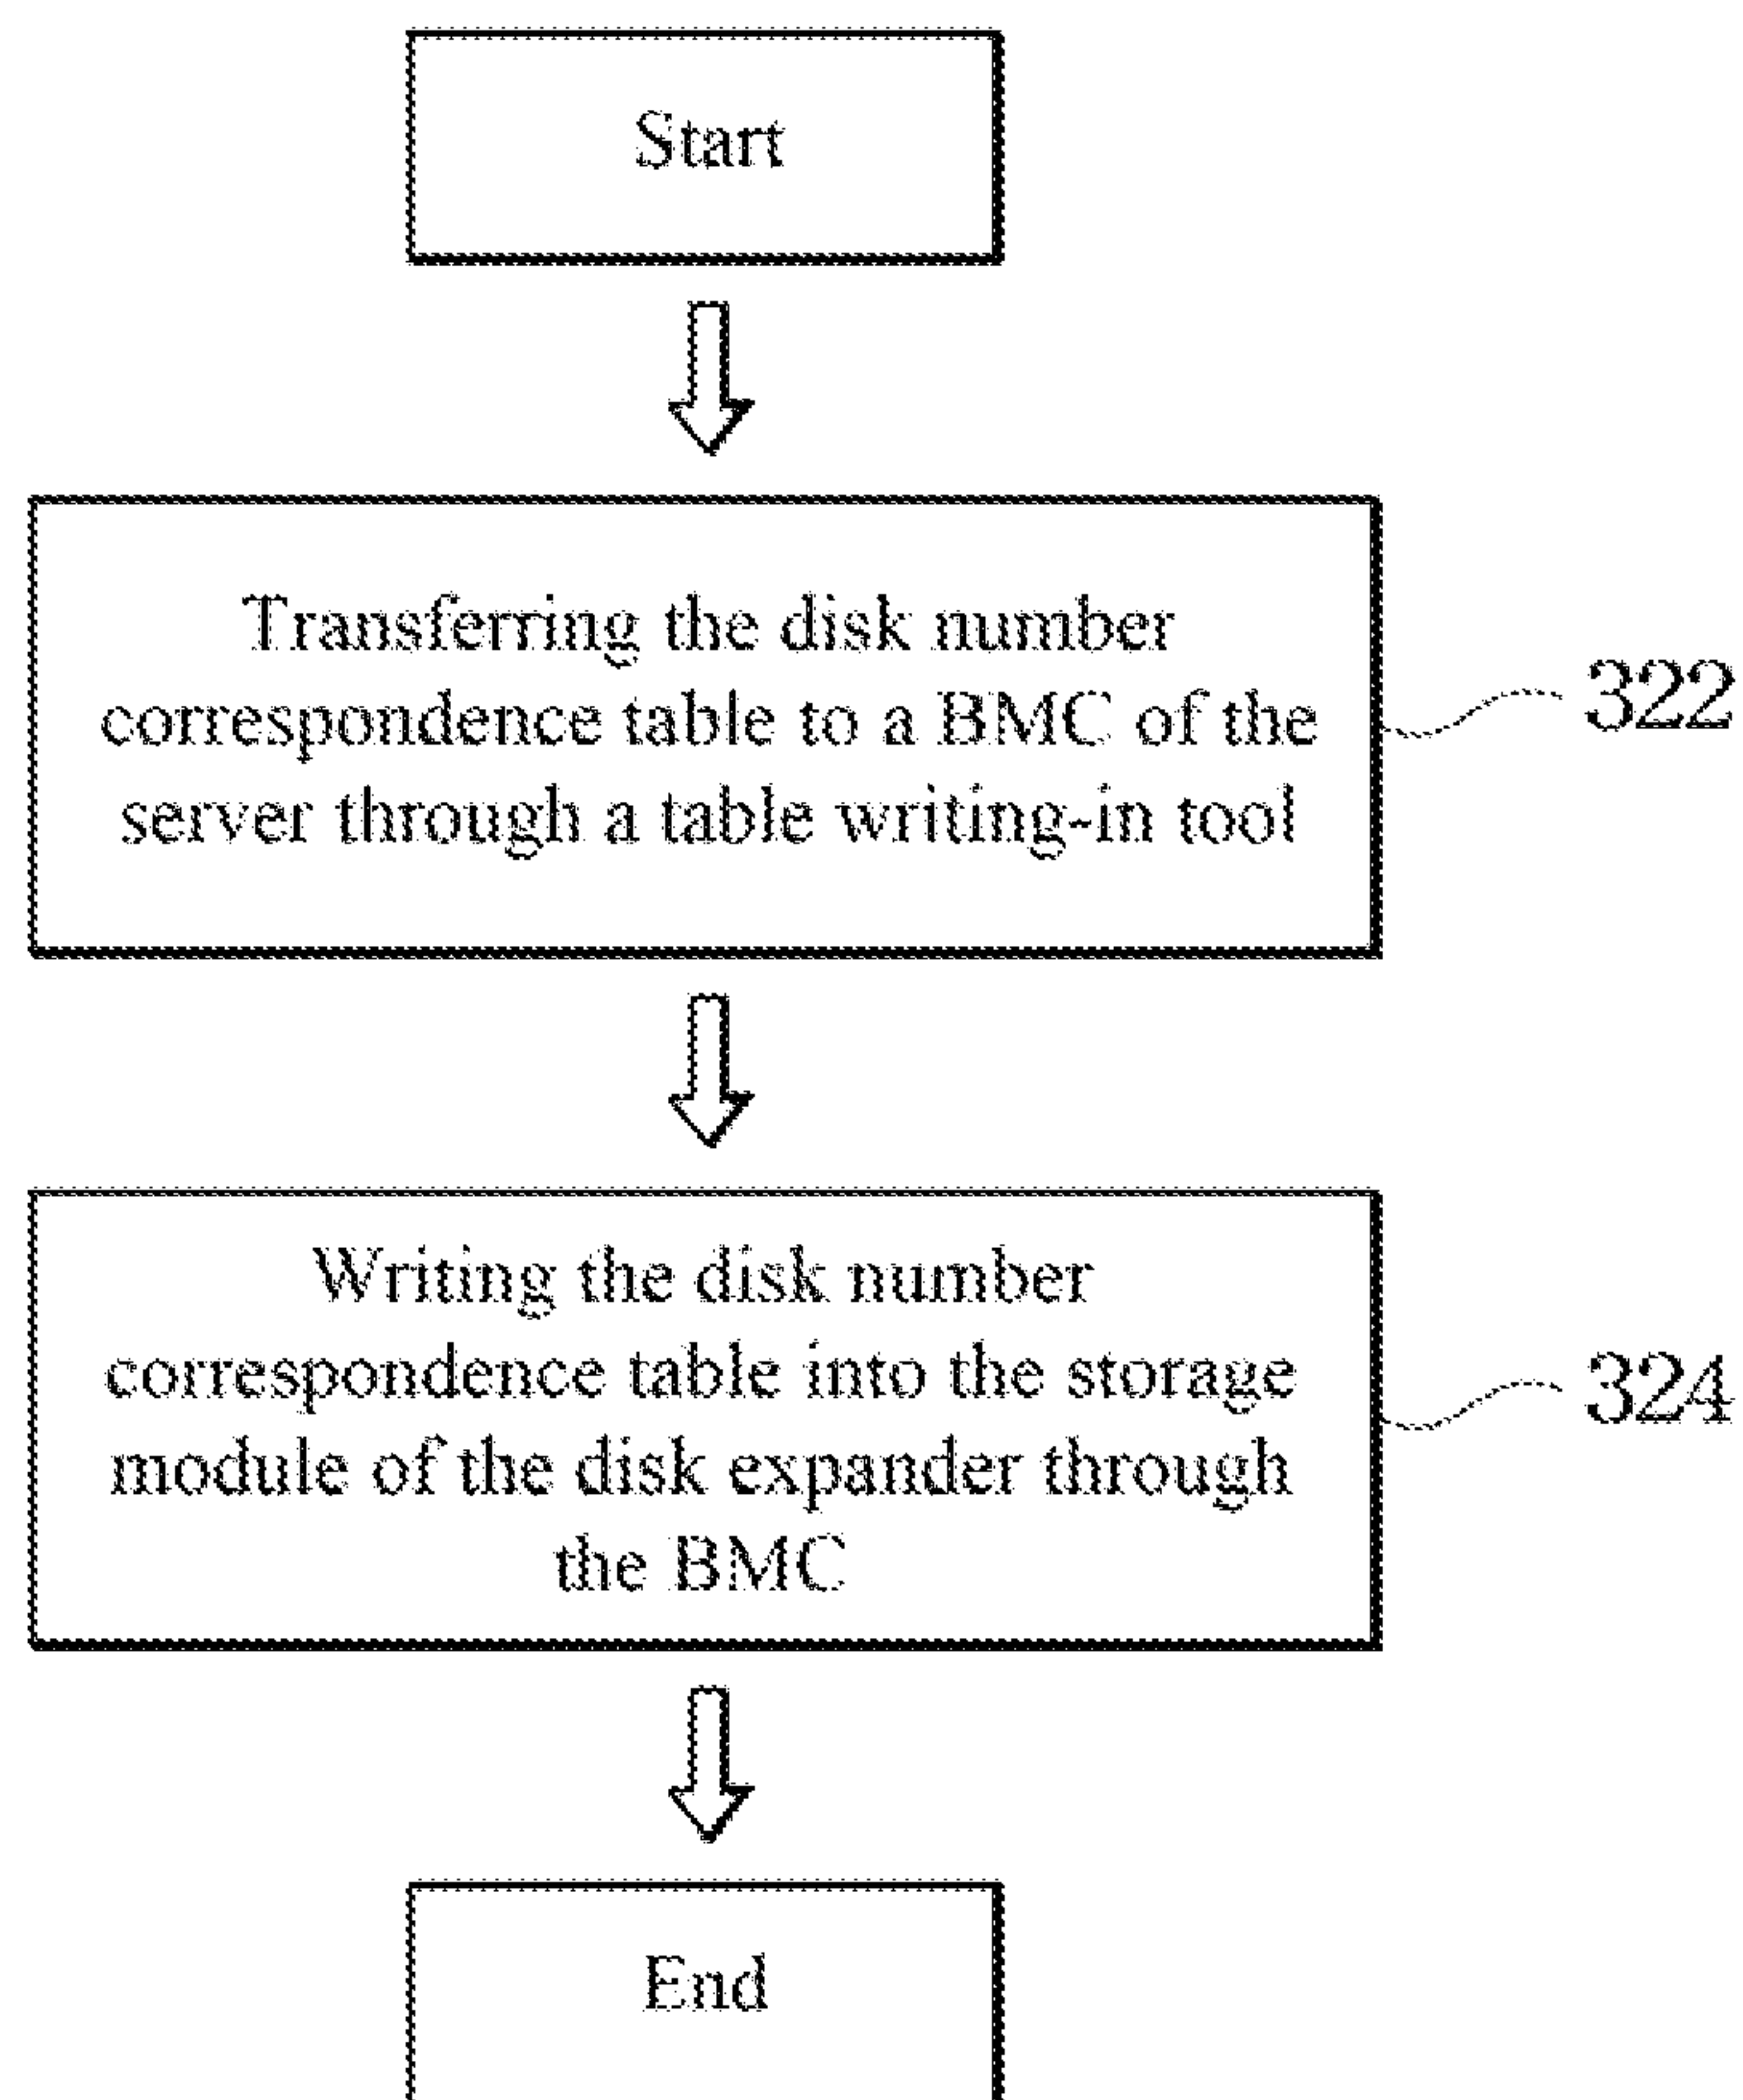 Start
Transferring the disk number
correspondence table to a BMC of the
server through a table writing-in tool
322
Writing the disk number
correspondence table into the storage
module of the disk expander through
the BMC
324
End